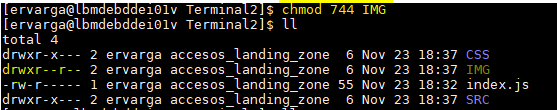 [ervarga@lbmdebddei01v Terminal2]$ chmod 744 IMG
[ervarga@lbmdebddei01v Terminal2]$ ll
total 4
drwxr-x--- 2 ervarga accesos_landing_zone  6 Nov 23 18:37 CSS
drwxr--r-- 2 ervarga accesos_landing_zone  6 Nov 23 18:37 IMG
-rw-r----- 1 ervarga accesos_landing_zone 55 Nov 23 18:32 index.js
drwxr-x--- 2 ervarga accesos_landing_zone  6 Nov 23 18:37 SRC